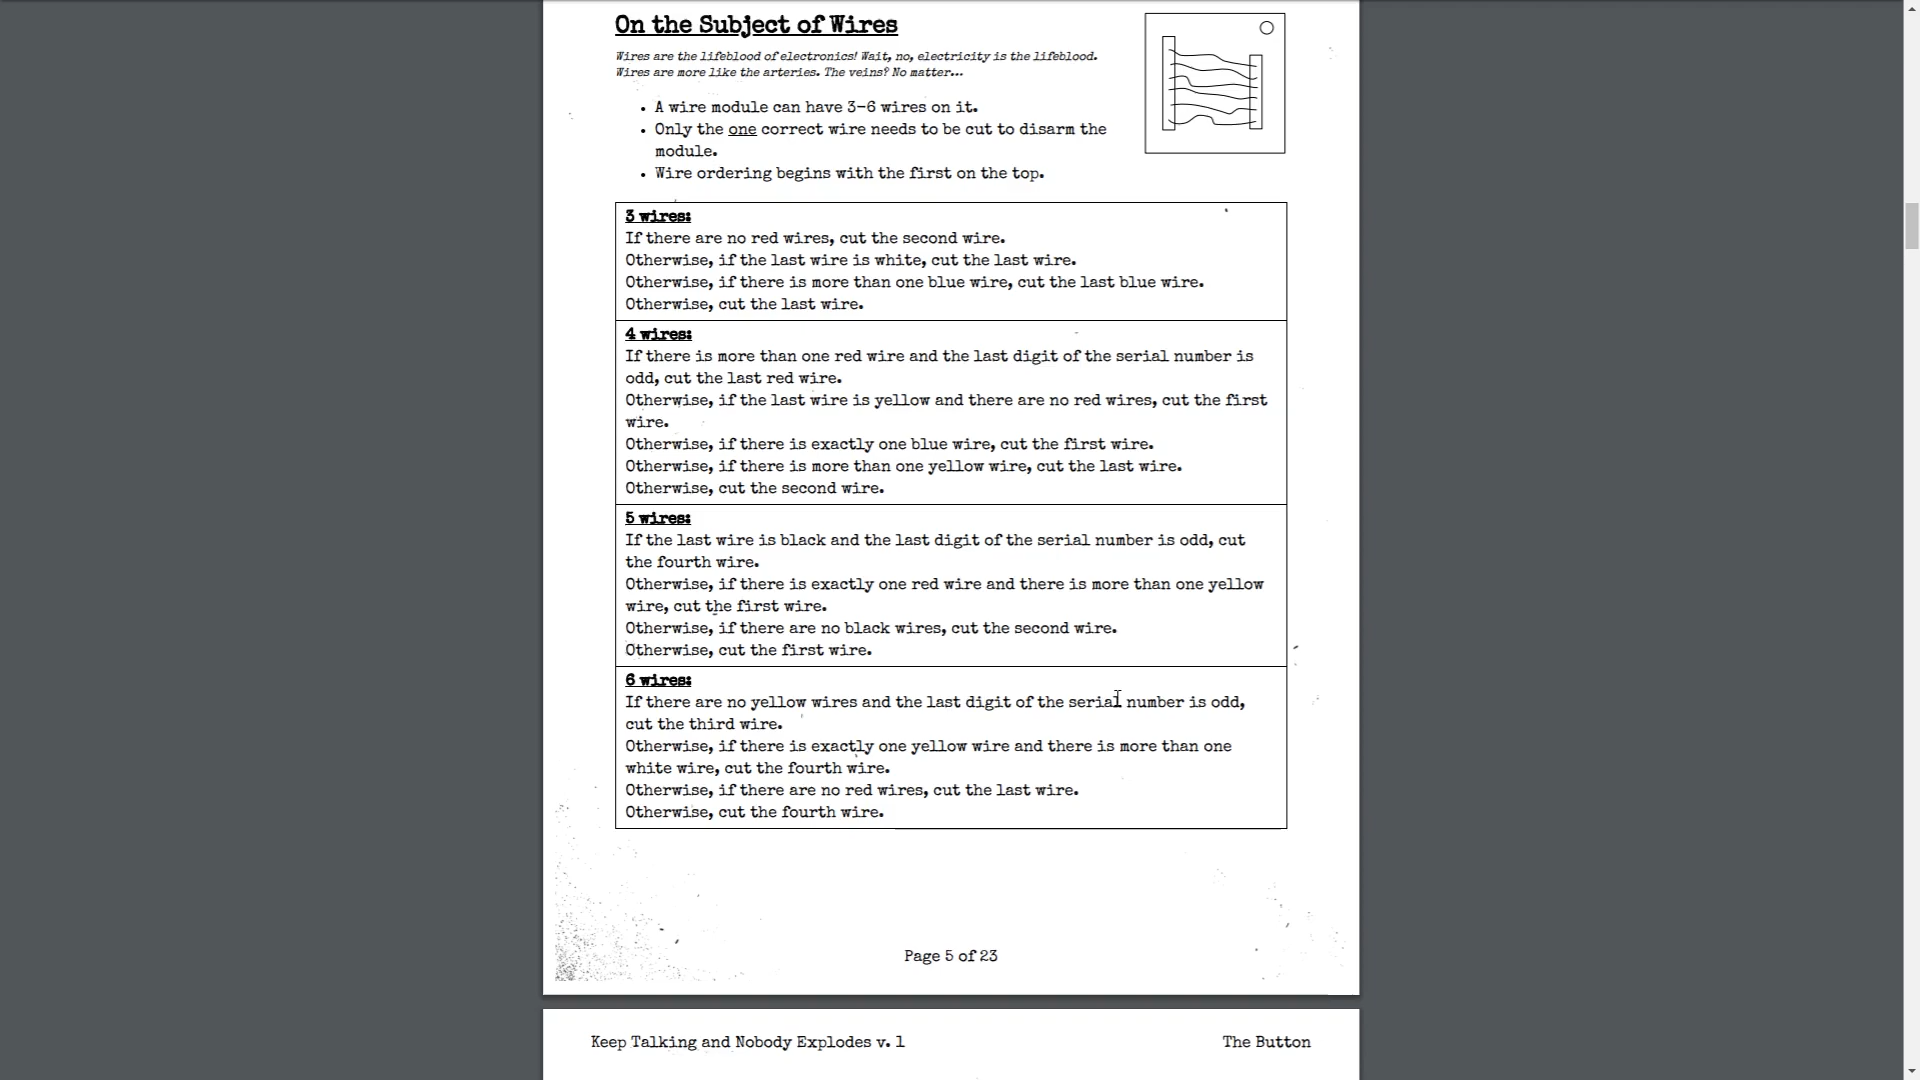 On the Subject of Wires
Wires are the lifeblood of electronics! Wait, no, electricity is the lifeblood.
Wires are more like the arteries. The veins? No matter...
• A wire module can have 3-6 wires on it.
• Only the one correct wire needs to be cut to disarm the
module.
• Wire ordering begins with the first on the top.
3 wires:
If there are no red wires, cut the second wire.
Otherwise, if the last wire is white, cut the last wire.
Otherwise, if there is more than one blue wire, cut the last blue wire.
Otherwise, cut the last wire.
4 wires:
If there is more than one red wire and the last digit of the serial number is
odd, cut the last red wire.
Otherwise, if the last wire is yellow and there are no red wires, cut the first
wire.
Otherwise, if there is exactly one blue wire, cut the first wire.
Otherwise, if there is more than one yellow wire, cut the last wire.
Otherwise, cut the second wire.
5 wires:
If the last wire is black and the last digit of the serial number is odd, cut
the fourth wire.
Otherwise, if there is exactly one red wire and there is more than one yellow
wire, cut the first wire.
Otherwise, if there are no black wires, cut the second wire.
Otherwise, cut the first wire.
6 wires:
If there are no yellow wires and the last digit of the serial number is odd,
cut the third wire.
Otherwise, if there is exactly one yellow wire and there is more than one
white wire, cut the fourth wire.
Otherwise, if there are no red wires, cut the last wire.
Otherwise, cut the fourth wire.
Page 5 of 23
Keep Talking and Nobody Explodes v. 1
The Button